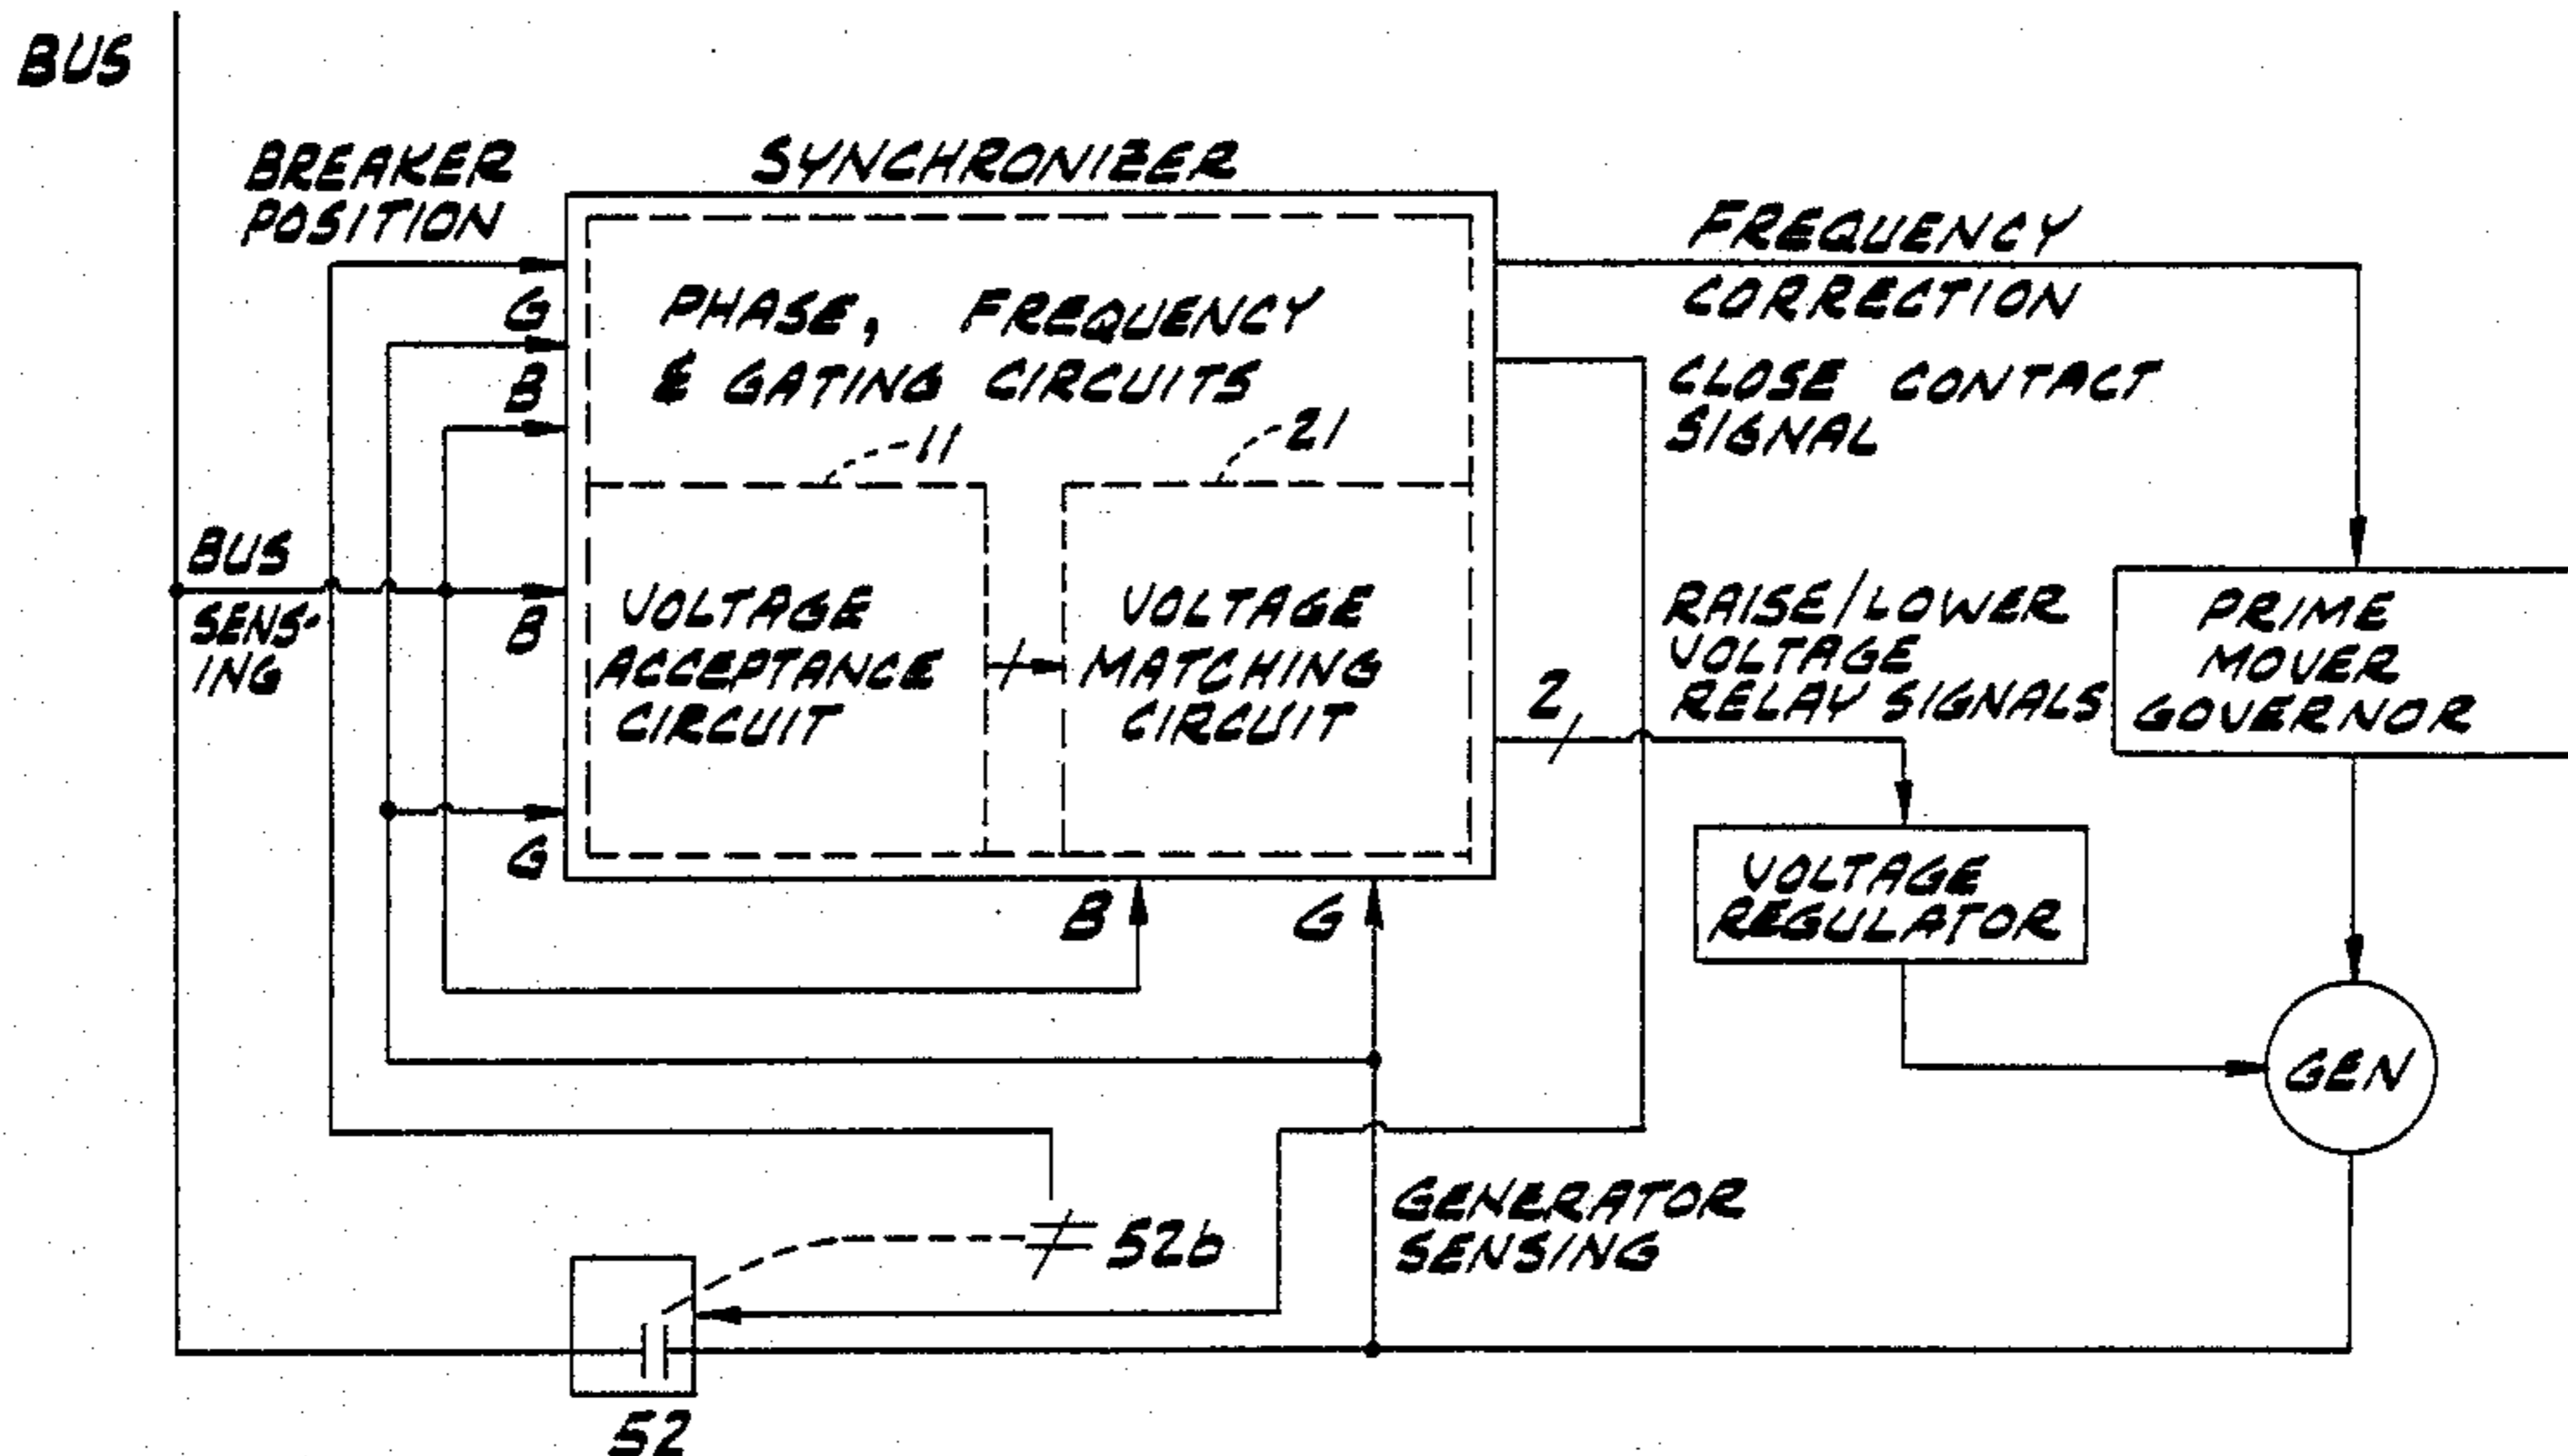 BUS
BREAKER
POSITION
SYNCHRONIZER
G
B
PHASE, FREQUENCY
& GATING CIRCUITS
11
21
FREQUENCY
CORRECTION
CLOSE CONTACT
SIGNAL
BUS
SENS-
ING
B
G
VOLTAGE
ACCEPTANCE
CIRCUIT
VOLTAGE
MATCHING
CIRCUIT
2
RAISE/LOWER
VOLTAGE
RELAY SIGNALS
PRIME
MOVER
GOVERNOR
VOLTAGE
REGULATOR
B
G
GEN
GENERATOR
SENSING
52b
52